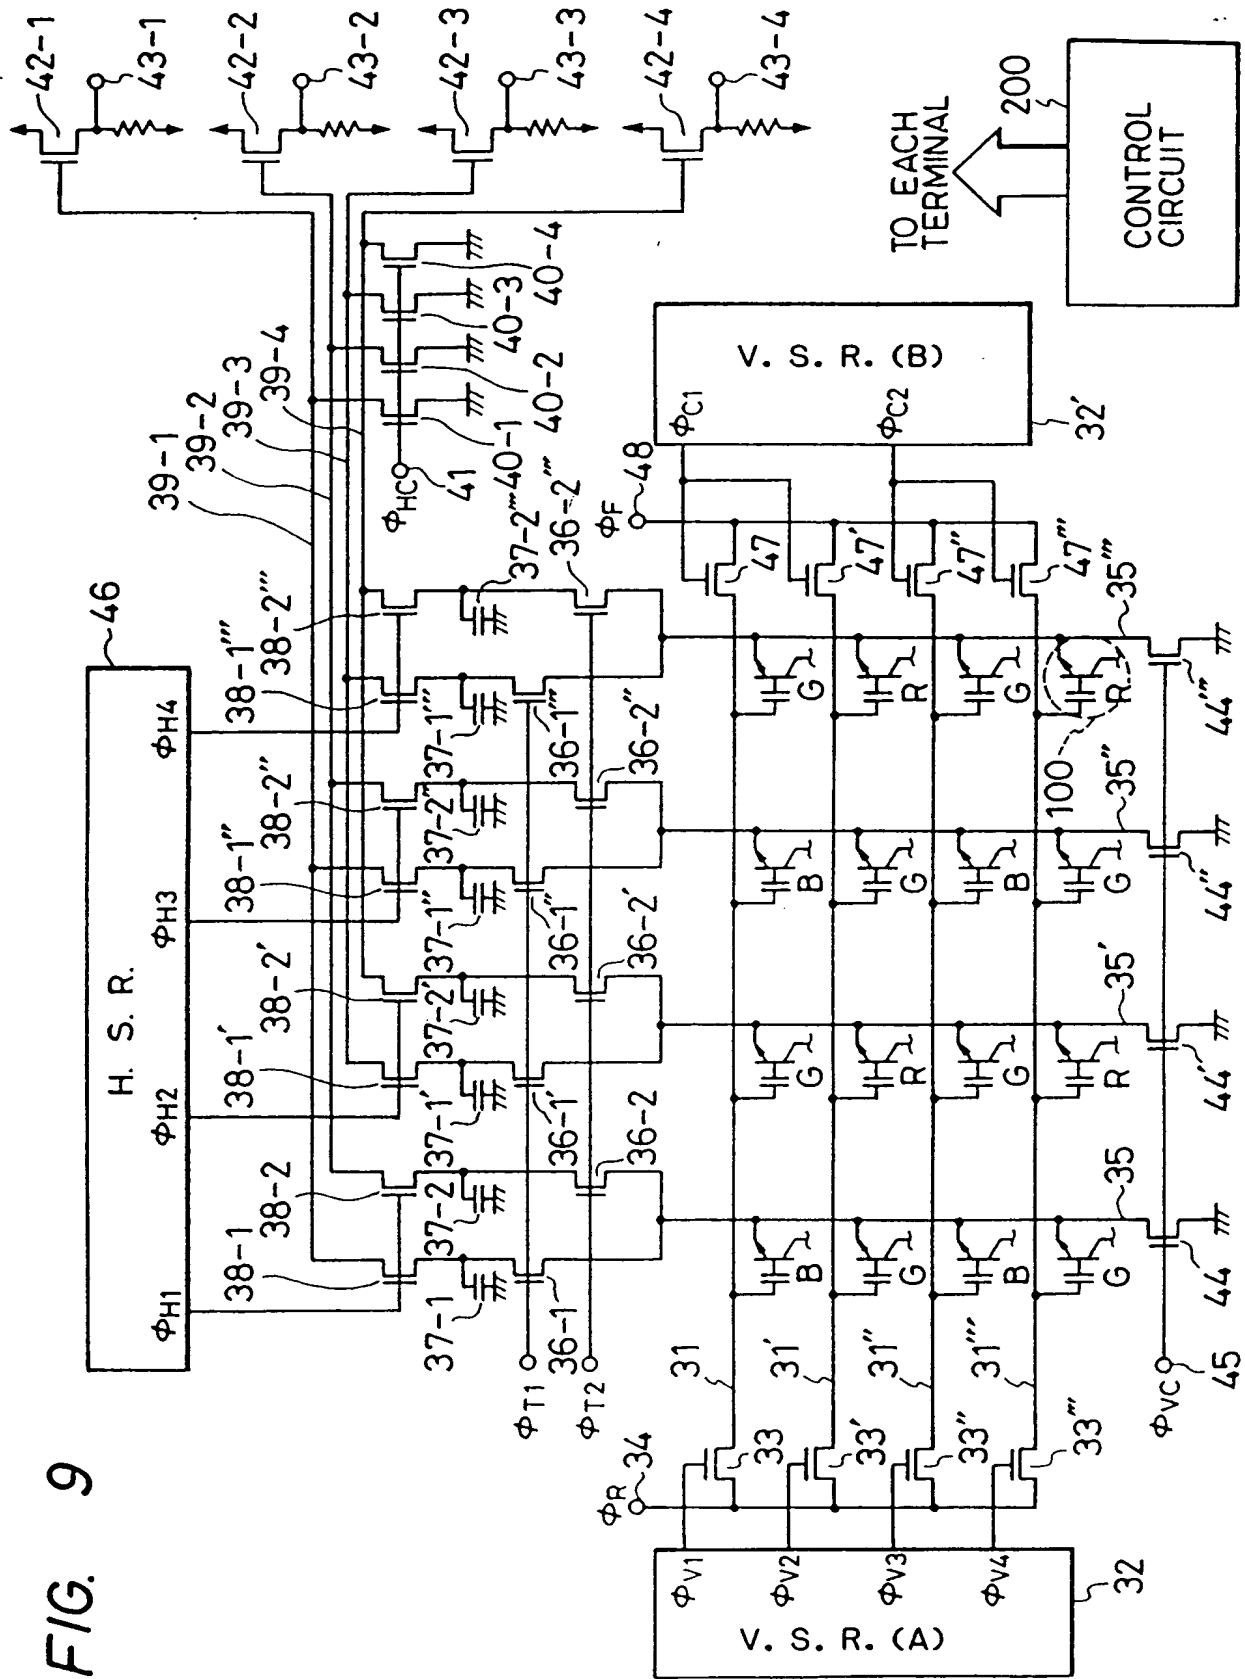 FIG. 9
H. S. R.
46
ΦH1
ΦH2
ΦH3
ΦH4
38-1
38-2
38-1'
38-2'
38-1"
38-2"
38-1"'
38-2"'
39-1
39-2
39-3
39-4
42-1
43-1
42-2
43-2
42-3
43-3
42-4
43-4
37-1
37-2
37-1'
37-2'
37-1"
37-2"
37-1"'
37-2"'
ΦHC
41
40-1
40-2
40-3
40-4
ΦT1
ΦT2
36-1
36-2
36-1'
36-2'
36-1"
36-2"
36-1"'
36-2"'
TO EACH
TERMINAL
200
CONTROL
CIRCUIT
ΦR
34
ΦF
48
V. S. R. (A)
32
ΦV1
ΦV2
ΦV3
ΦV4
33
33'
33"
33"'
31
31'
31"
31"'
B
G
B
G
G
R
G
R
B
G
B
G
G
R
G
R
100
47
47'
47"
47"'
ΦC1
ΦC2
V. S. R. (B)
32'
35
35'
35"
35"'
44
44'
44"
44"'
ΦVC
45